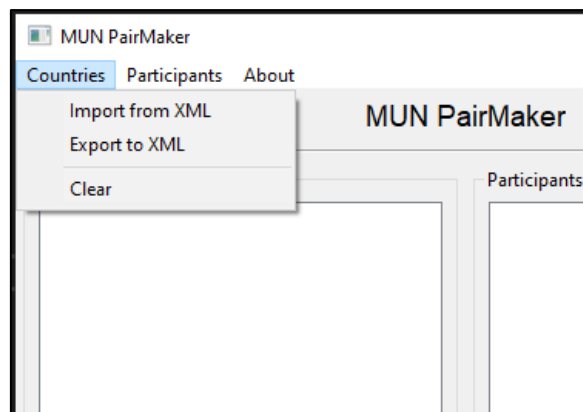 MUN PairMaker
Countries Participants About
Import from XML
Export to XML
Clear
MUN PairMaker
Participants